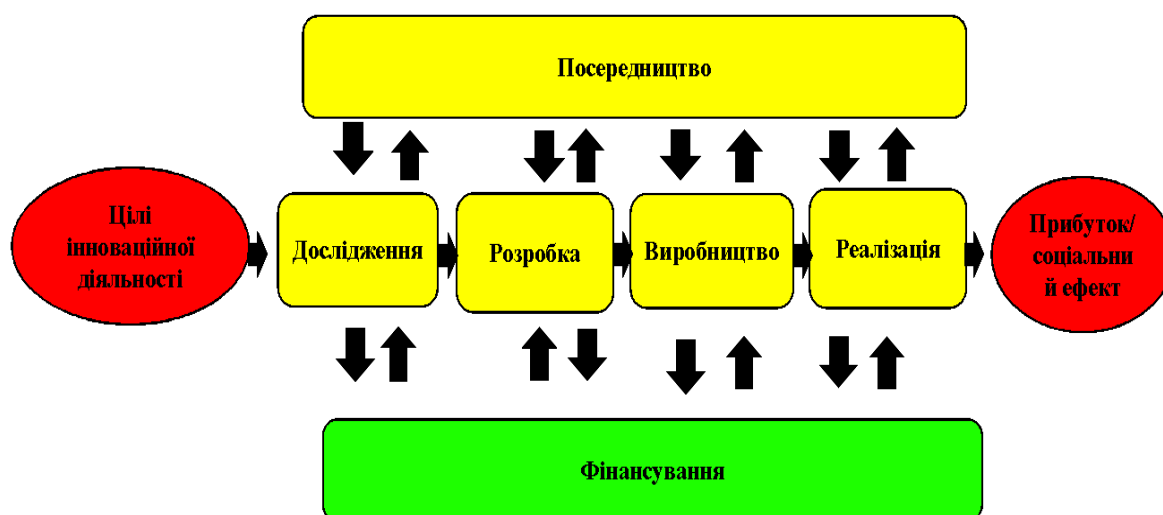 Посередництво
Цілі
інноваційної
діяльності
Дослідження
Розробка
Виробництво
Реалізація
Прибуток/
соціальни
й ефект
Фінансування